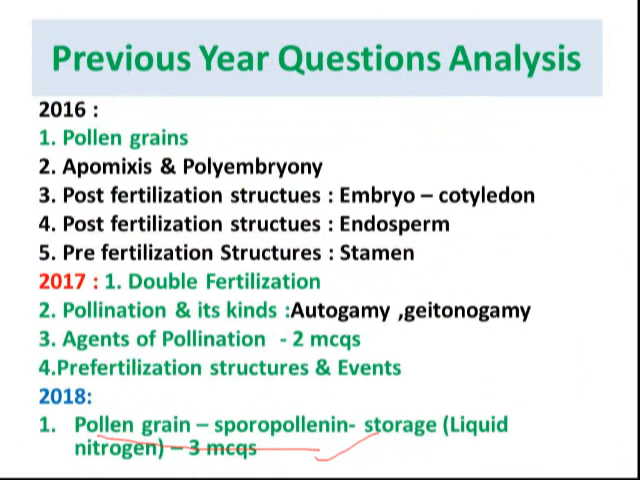 Previous Year Questions Analysis
2016 :
1. Pollen grains
2. Apomixis & Polyembryony
3. Post fertilization structues : Embryo – cotyledon
4. Post fertilization structues : Endosperm
5. Pre fertilization Structures : Stamen
2017 : 1. Double Fertilization
2. Pollination & its kinds :Autogamy ,geitonogamy
3. Agents of Pollination - 2 mcqs
4.Prefertilization structures & Events
2018:
1. Pollen grain – sporopollenin- storage (Liquid
nitrogen) – 3 mcqs